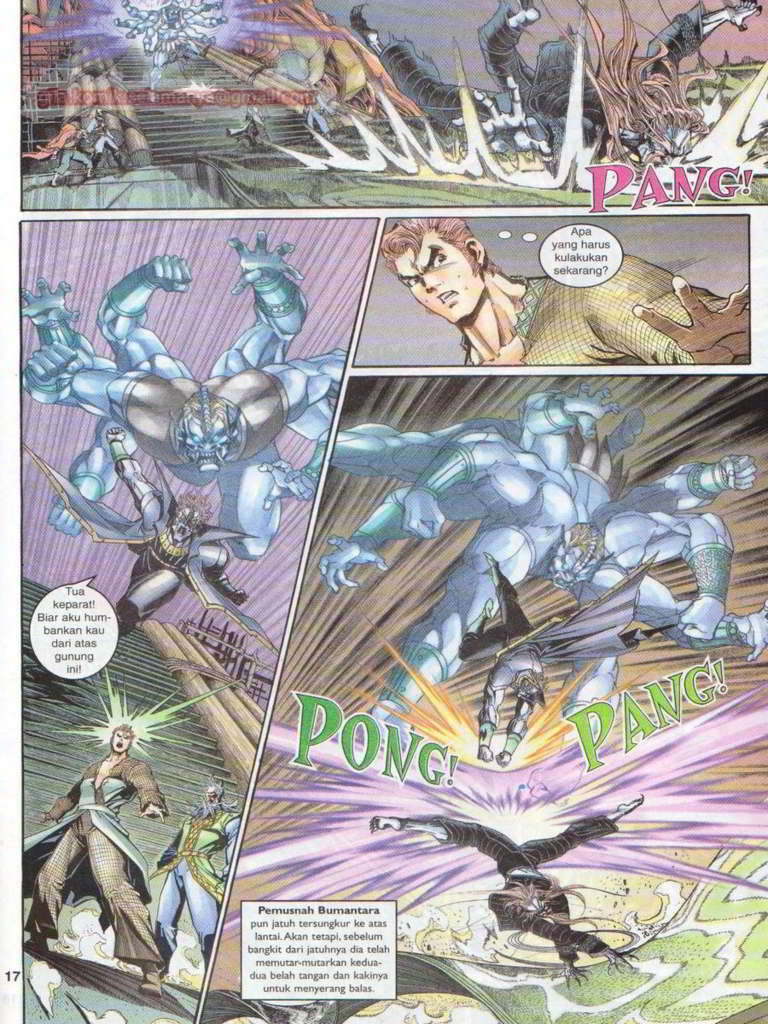 PANG!
Apa
yang harus
kulakukan
sekarang?
Tua
keparat!
Biar aku hum-
bankan kau
dari atas
gunung
ini!
PONG!
PANG!
Pemusnah Bumantara
pun jatuh tersungkur ke atas
lantai. Akan tetapi, sebelum
bangkit dari jatuhnya dia telah
memutar-mutarkan kedua-
dua belah tangan dan kakinya
untuk menyerang balas.
17